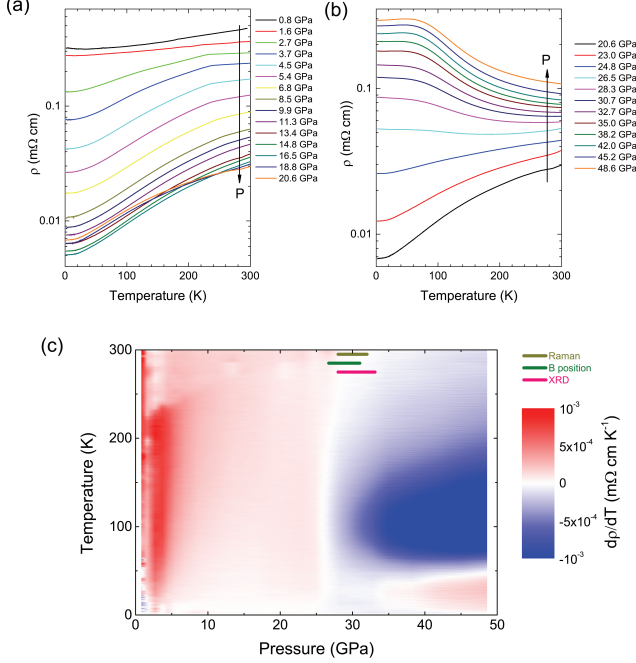 (a)
0.8 GPa
1.6 GPa
2.7 GPa
3.7 GPa
4.5 GPa
5.4 GPa
6.8 GPa
8.5 GPa
9.9 GPa
11.3 GPa
13.4 GPa
14.8 GPa
16.5 GPa
18.8 GPa
20.6 GPa
P
0.1
0.01
ρ (mΩ cm)
0 100 200 300
Temperature (K)
(b)
20.6 GPa
23.0 GPa
24.8 GPa
26.5 GPa
28.3 GPa
30.7 GPa
32.7 GPa
35.0 GPa
38.2 GPa
42.0 GPa
45.2 GPa
48.6 GPa
P
0.1
0.01
ρ (mΩ cm))
0 100 200 300
Temperature (K)
(c)
300
200
100
0
Temperature (K)
0 10 20 30 40 50
Pressure (GPa)
Raman
B position
XRD
10⁻³
5x10⁻⁴
0
-5x10⁻⁴
-10⁻³
dρ/dT (mΩ cm K⁻¹)